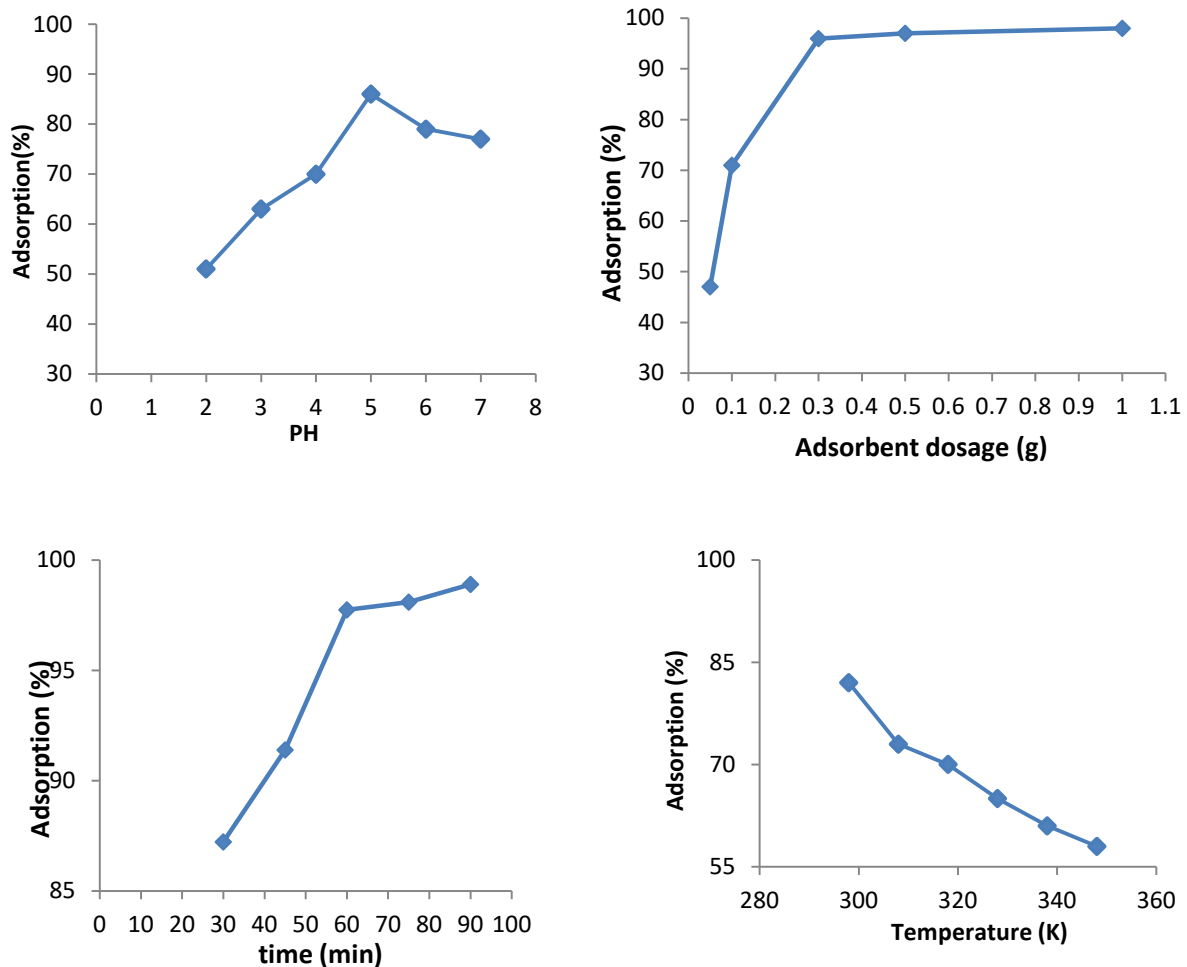 100
90
80
70
60
50
40
30
Adsorption(%)
0 1 2 3 4 5 6 7 8
PH
100
90
80
70
60
50
40
30
Adsorption (%)
0 0.1 0.2 0.3 0.4 0.5 0.6 0.7 0.8 0.9 1 1.1
Adsorbent dosage (g)
100
95
90
85
Adsorption (%)
0 10 20 30 40 50 60 70 80 90 100
time (min)
100
85
70
55
Adsorption (%)
280 300 320 340 360
Temperature (K)